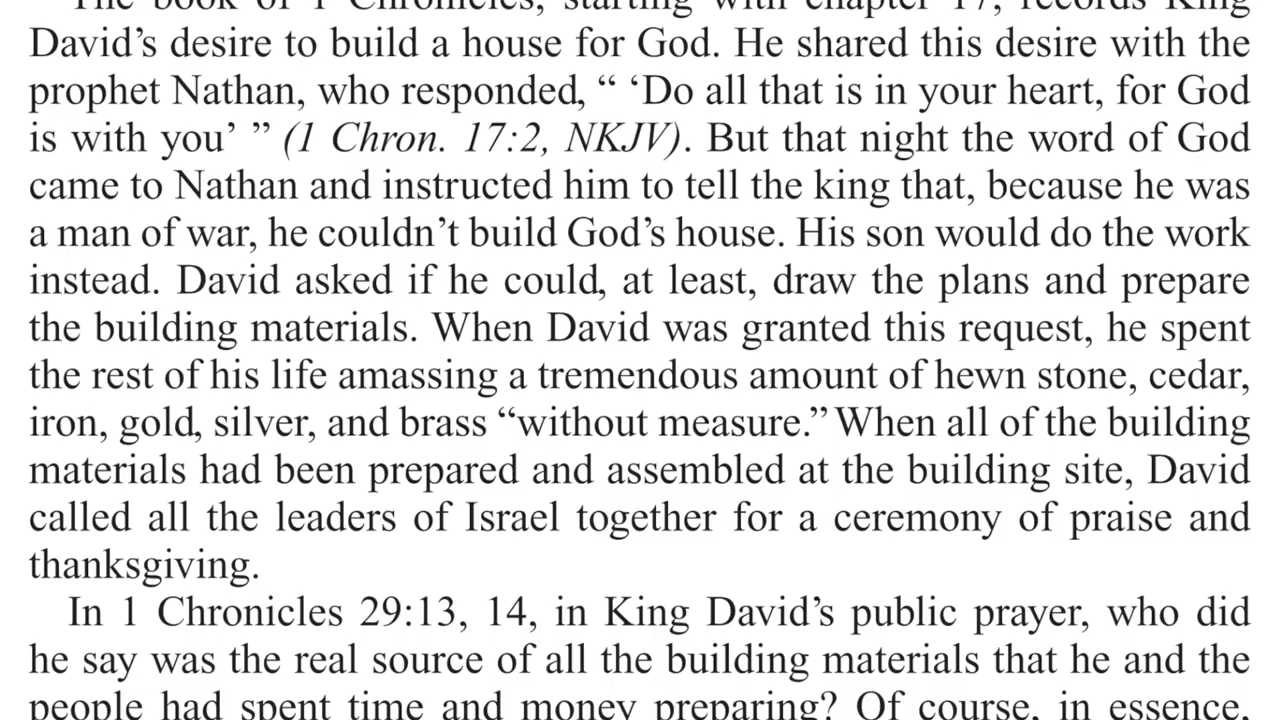 The book of 1 Chronicles, starting with chapter 17, records King
David’s desire to build a house for God. He shared this desire with the
prophet Nathan, who responded, “ ‘Do all that is in your heart, for God
is with you’ ” (1 Chron. 17:2, NKJV). But that night the word of God
came to Nathan and instructed him to tell the king that, because he was
a man of war, he couldn’t build God’s house. His son would do the work
instead. David asked if he could, at least, draw the plans and prepare
the building materials. When David was granted this request, he spent
the rest of his life amassing a tremendous amount of hewn stone, cedar,
iron, gold, silver, and brass “without measure.” When all of the building
materials had been prepared and assembled at the building site, David
called all the leaders of Israel together for a ceremony of praise and
thanksgiving.
In 1 Chronicles 29:13, 14, in King David’s public prayer, who did
he say was the real source of all the building materials that he and the
people had spent time and money preparing? Of course, in essence,